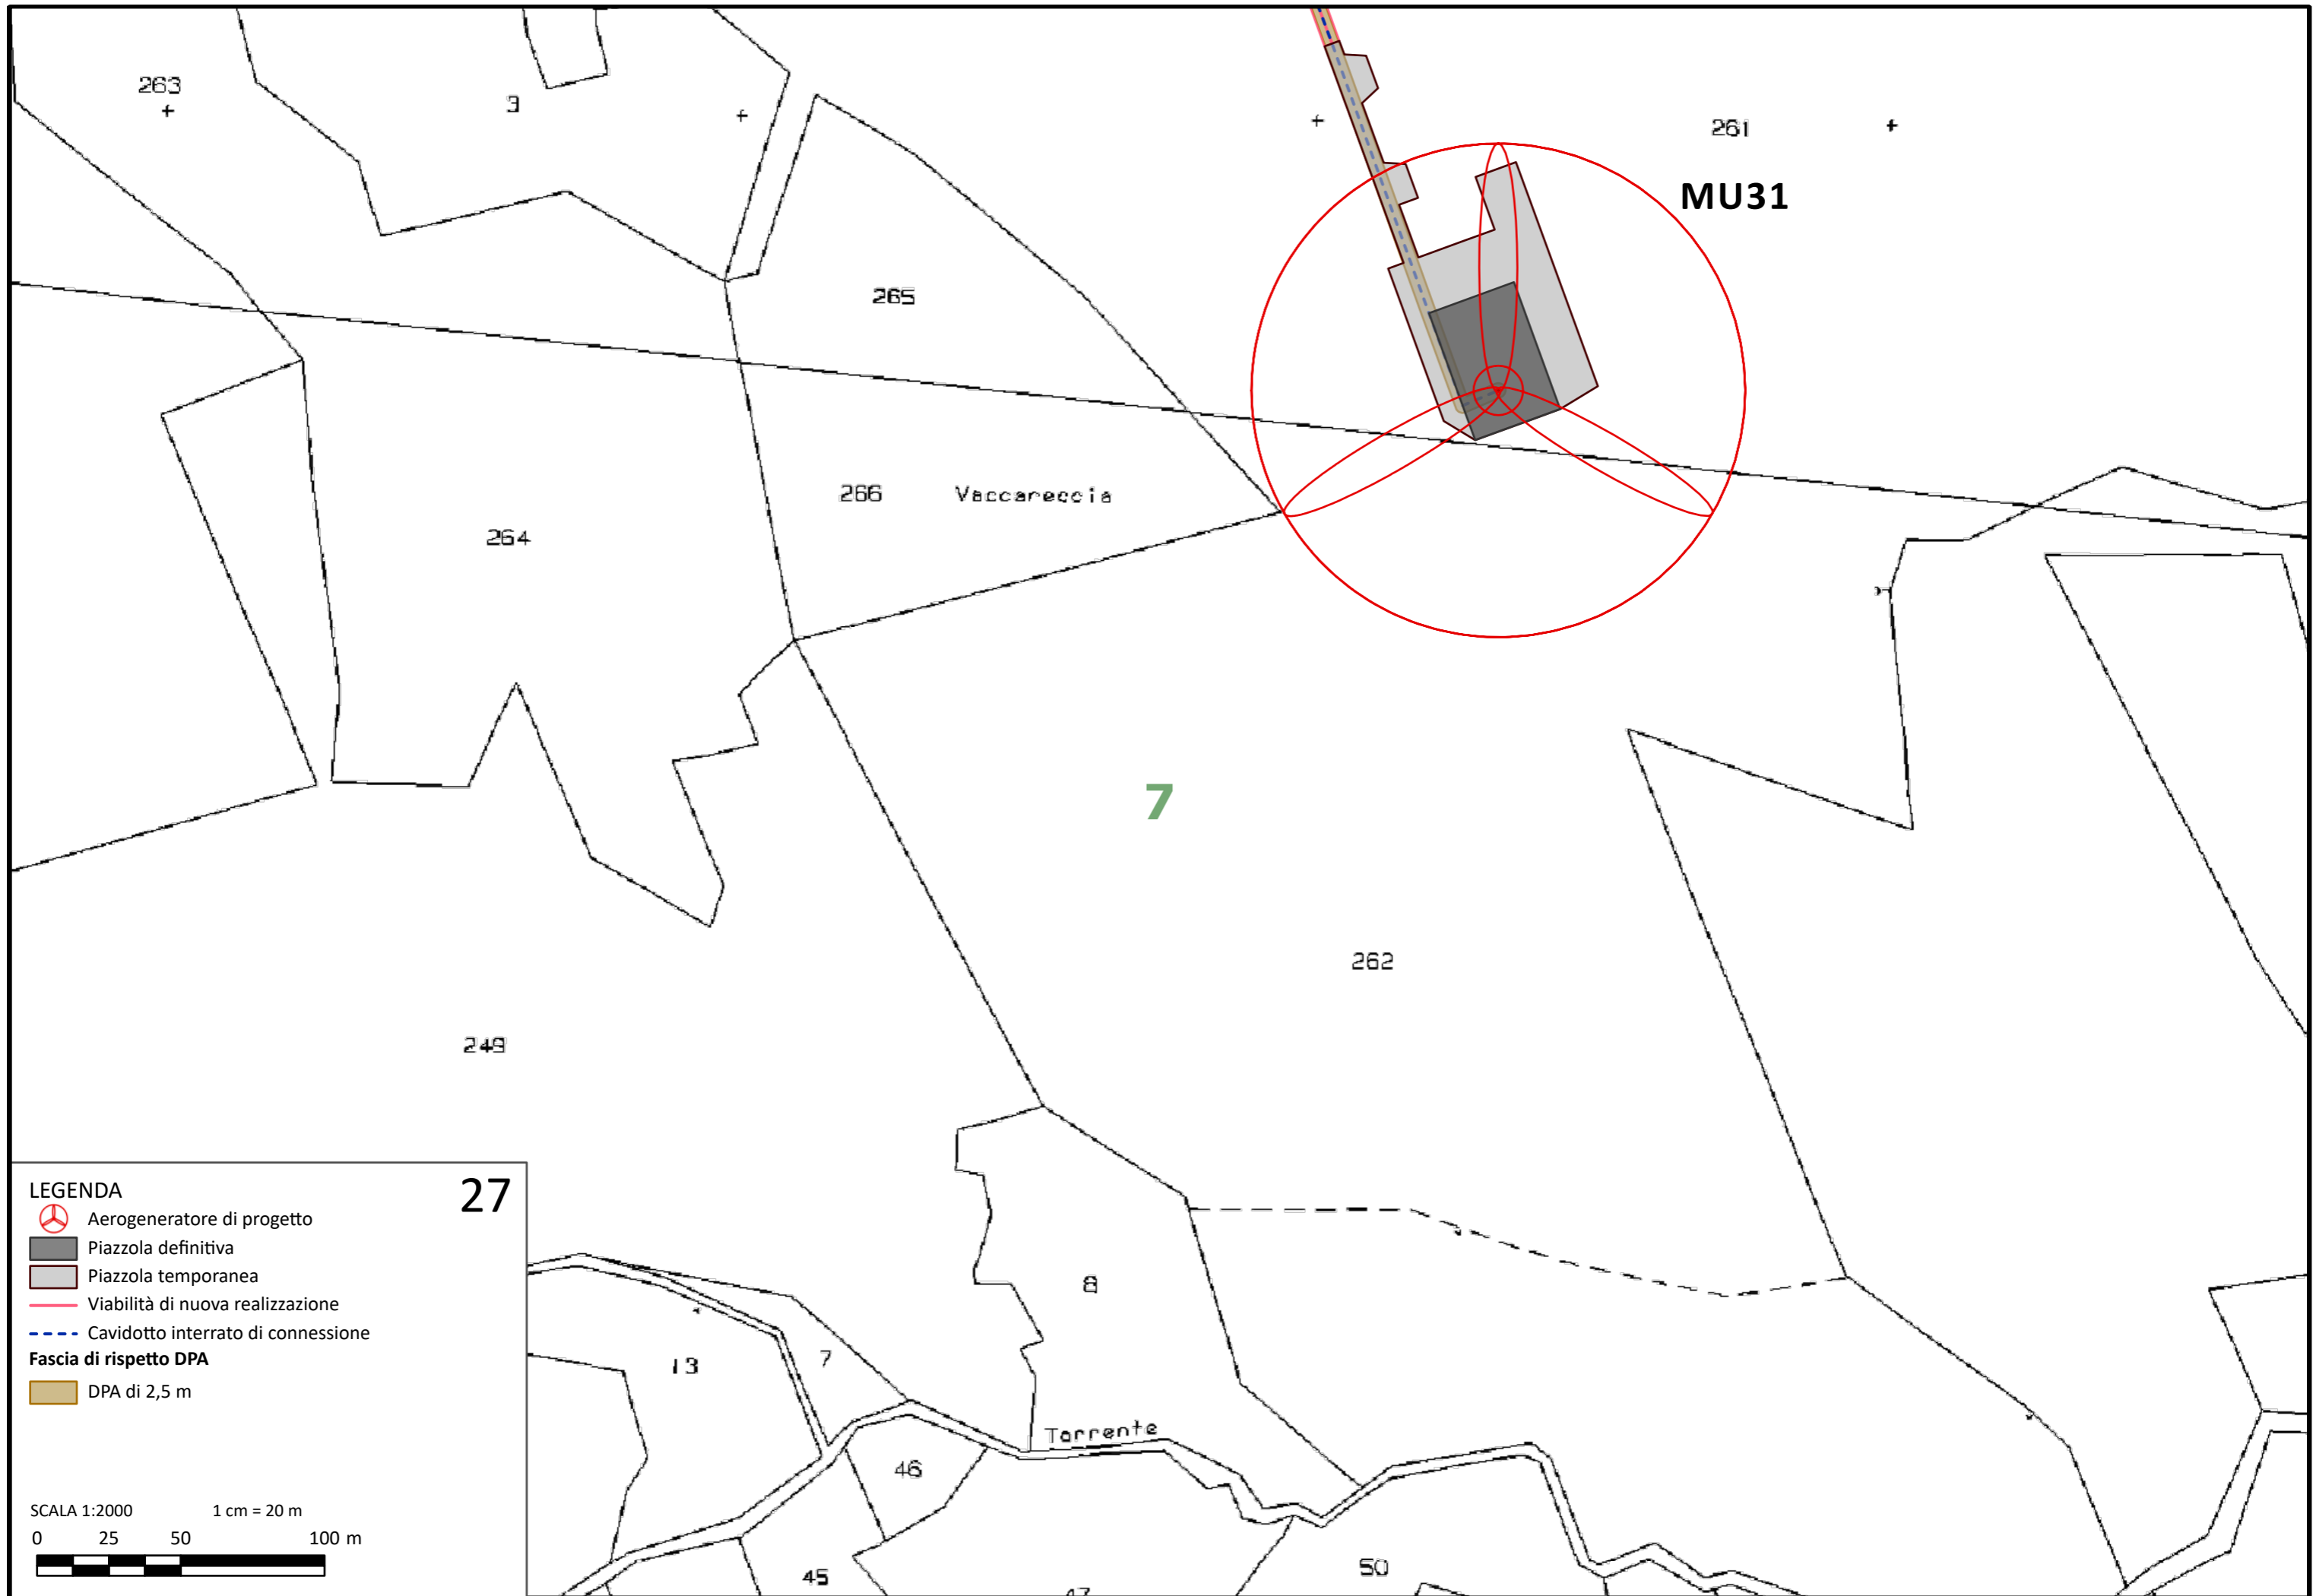 263
3
261
MU31
265
266 Vaccareccia
264
7
262
249
LEGENDA
27
Aerogeneratore di progetto
Piazzola definitiva
Piazzola temporanea
Viabilità di nuova realizzazione
Cavidotto interrato di connessione
Fascia di rispetto DPA
DPA di 2,5 m
SCALA 1:2000 1 cm = 20 m
0 25 50 100 m
8
13
7
Torrente
46
45
50